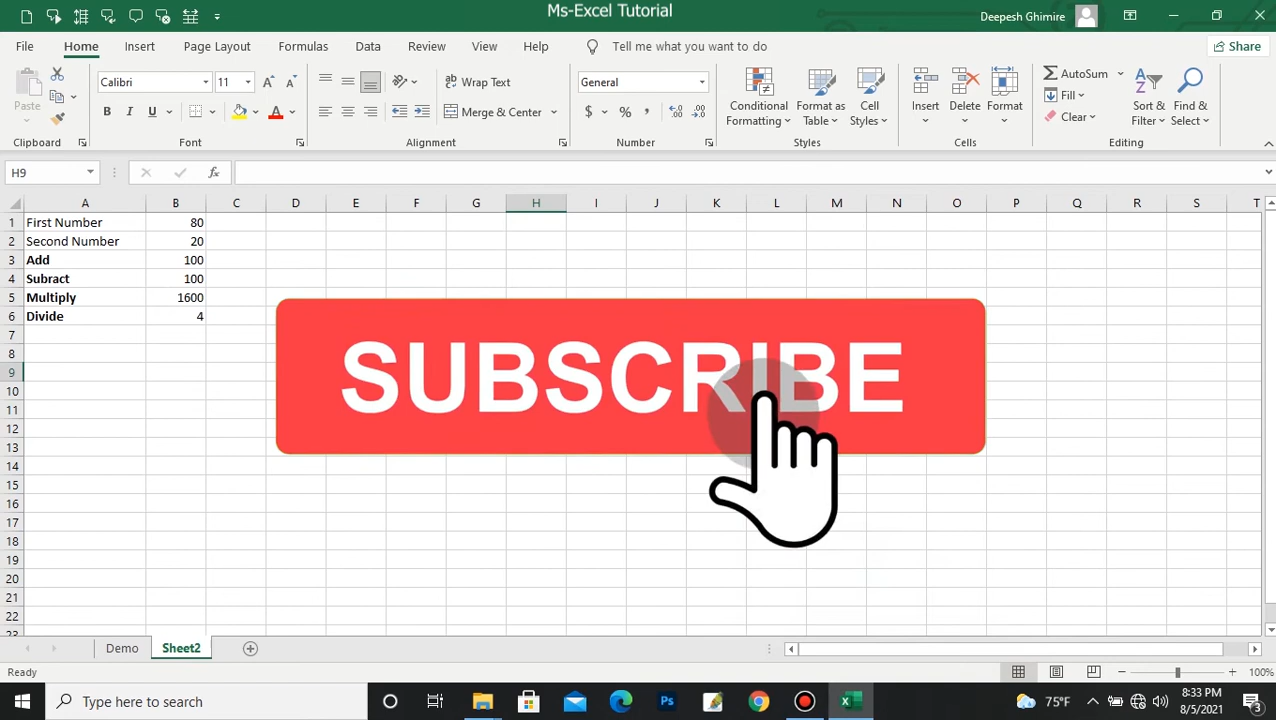 Ms-Excel Tutorial
Deepesh Ghimire
File Home Insert Page Layout Formulas Data Review View Help Tell me what you want to do Share
Paste
Clipboard
Calibri 11
B I U A
Font
Wrap Text
Merge & Center
Alignment
General
$ % ,
Number
Conditional Formatting
Format as Table
Cell Styles
Styles
Insert
Delete
Format
Cells
AutoSum
Fill
Clear
Sort & Filter
Find & Select
Editing
H9 fx
A B C D E F G H I J K L M N O P Q R S T
1 First Number 80
2 Second Number 20
3 Add 100
4 Subract 100
5 Multiply 1600
6 Divide 4
7
8
9
10
11
12
13
14
15
16
17
18
19
20
21
22
23
SUBSCRIBE
Demo Sheet2
Ready 100%
Type here to search
Ps
75°F
8:33 PM
8/5/2021
3